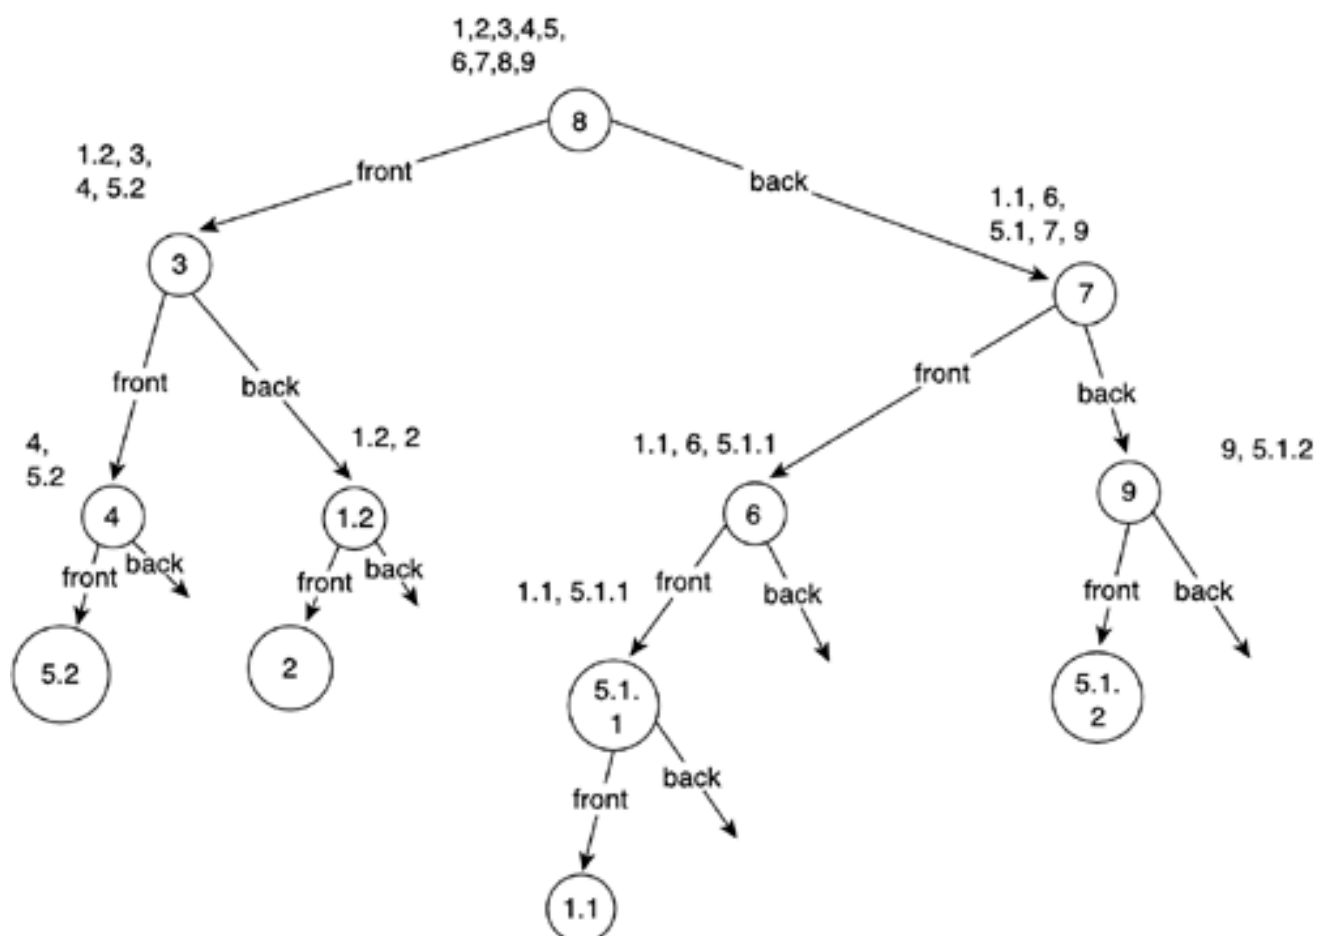 1,2,3,4,5,
6,7,8,9
8
front
back
1.2, 3,
4, 5.2
1.1, 6,
5.1, 7, 9
3
7
front
back
front
back
4,
5.2
1.2, 2
1.1, 6, 5.1.1
9, 5.1.2
4
1.2
6
9
front
back
front
back
1.1, 5.1.1
front
back
front
back
5.2
2
5.1.
1
5.1.
2
front
back
1.1